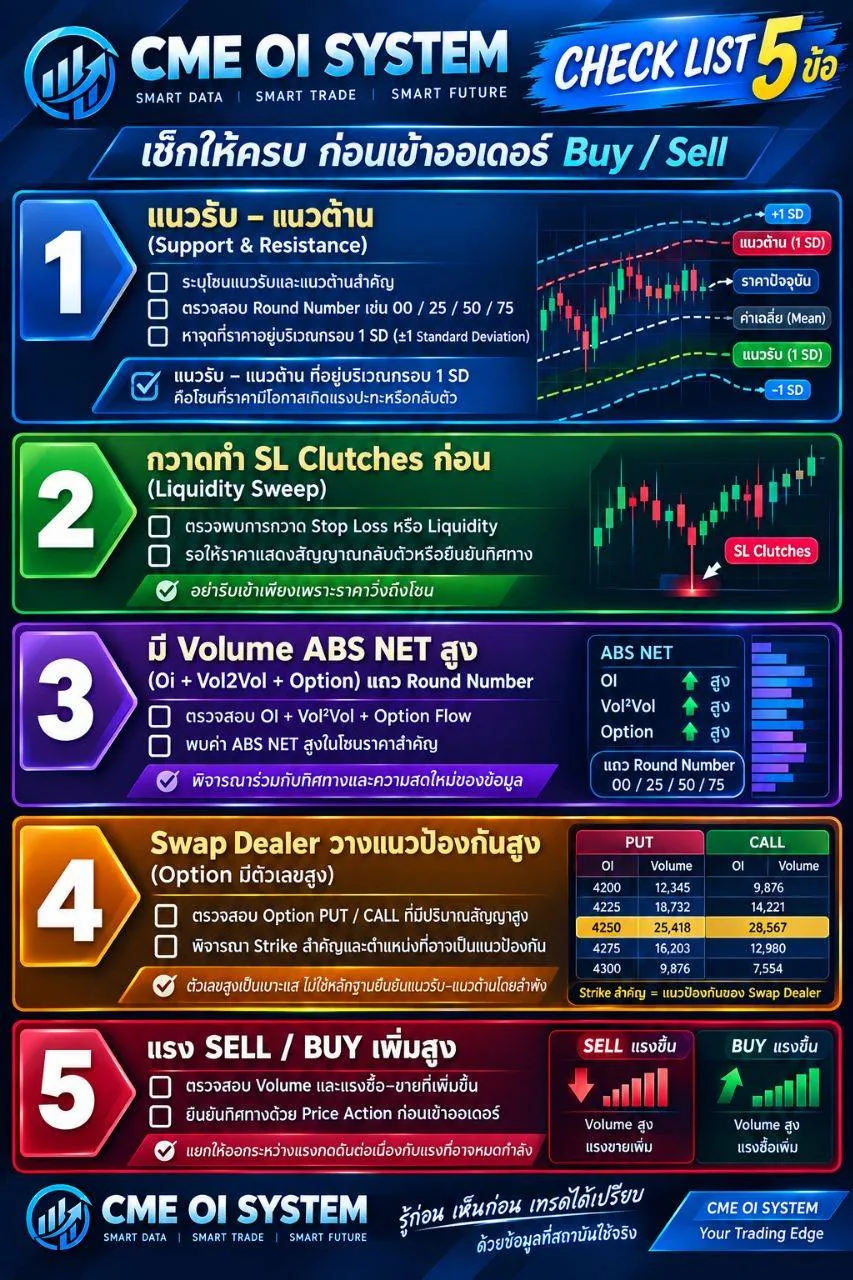 CME OI SYSTEM
SMART DATA | SMART TRADE | SMART FUTURE
CHECK LIST 5 ข้อ
เช็กให้ครบ ก่อนเข้าออเดอร์ Buy / Sell
1
แนวรับ – แนวต้าน
(Support & Resistance)
ระบุโซนแนวรับและแนวต้านสำคัญ
ตรวจสอบ Round Number เช่น 00 / 25 / 50 / 75
หาจุดที่ราคาอยู่บริเวณกรอบ 1 SD (±1 Standard Deviation)
แนวรับ – แนวต้าน ที่อยู่บริเวณกรอบ 1 SD
คือโซนที่ราคามีโอกาสเกิดแรงปะทะหรือกลับตัว
+1 SD
แนวต้าน (1 SD)
ราคาปัจจุบัน
ค่าเฉลี่ย (Mean)
แนวรับ (1 SD)
-1 SD
2
กวาดทำ SL Clutches ก่อน
(Liquidity Sweep)
ตรวจพบการกวาด Stop Loss หรือ Liquidity
รอให้ราคาแสดงสัญญาณกลับตัวหรือยืนยันทิศทาง
อย่ารีบเข้าเพียงเพราะราคาวิ่งถึงโซน
SL Clutches
3
มี Volume ABS NET สูง
(Oi + Vol2Vol + Option) แถว Round Number
ตรวจสอบ OI + Vol²Vol + Option Flow
พบค่า ABS NET สูงในโซนราคาสำคัญ
พิจารณาร่วมกับทิศทางและความสดใหม่ของข้อมูล
ABS NET
OI สูง
Vol²Vol สูง
Option สูง
แถว Round Number
00 / 25 / 50 / 75
4
Swap Dealer วางแนวป้องกันสูง
(Option มีตัวเลขสูง)
ตรวจสอบ Option PUT / CALL ที่มีปริมาณสัญญาสูง
พิจารณา Strike สำคัญและตำแหน่งที่อาจเป็นแนวป้องกัน
ตัวเลขสูงเป็นเบาะแส ไม่ใช่หลักฐานยืนยันแนวรับ-แนวต้านโดยลำพัง
PUT CALL
OI Volume OI Volume
4200 12,345 9,876
4225 18,732 14,221
4250 25,418 28,567
4275 16,203 12,980
4300 9,876 7,554
Strike สำคัญ = แนวป้องกันของ Swap Dealer
5
แรง SELL / BUY เพิ่มสูง
ตรวจสอบ Volume และแรงซื้อ-ขายที่เพิ่มขึ้น
ยืนยันทิศทางด้วย Price Action ก่อนเข้าออเดอร์
แยกให้ออกระหว่างแรงกดดันต่อเนื่องกับแรงที่อาจหมดกำลัง
SELL แรงขึ้น
Volume สูง
แรงขายเพิ่ม
BUY แรงขึ้น
Volume สูง
แรงซื้อเพิ่ม
CME OI SYSTEM
SMART DATA | SMART TRADE | SMART FUTURE
รู้ก่อน เห็นก่อน เทรดได้เปรียบ
ด้วยข้อมูลที่สถาบันใช้จริง
CME OI SYSTEM
Your Trading Edge